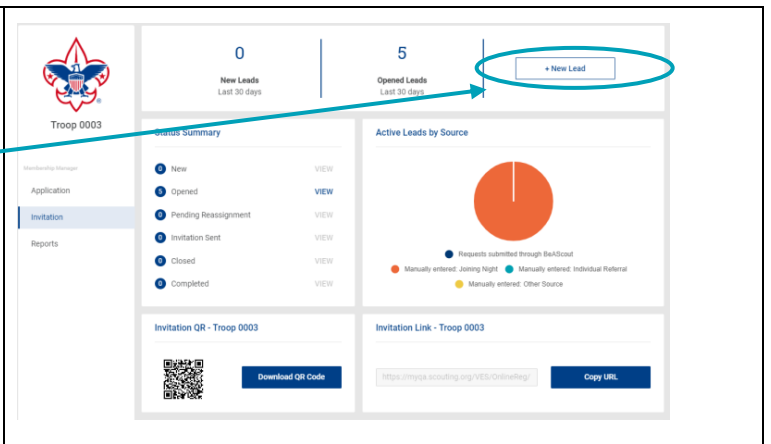 Troop 0003
Membership Manager
Application
Invitation
Reports
0
New Leads
Last 30 days
5
Opened Leads
Last 30 days
+ New Lead
Status Summary
0 New VIEW
5 Opened VIEW
0 Pending Reassignment VIEW
0 Invitation Sent VIEW
0 Closed VIEW
0 Completed VIEW
Active Leads by Source
Requests submitted through BeAScout
Manually entered: Joining Night Manually entered: Individual Referral
Manually entered: Other Source
Invitation QR - Troop 0003
Download QR Code
Invitation Link - Troop 0003
https://myqa.scouting.org/VES/OnlineReg/
Copy URL